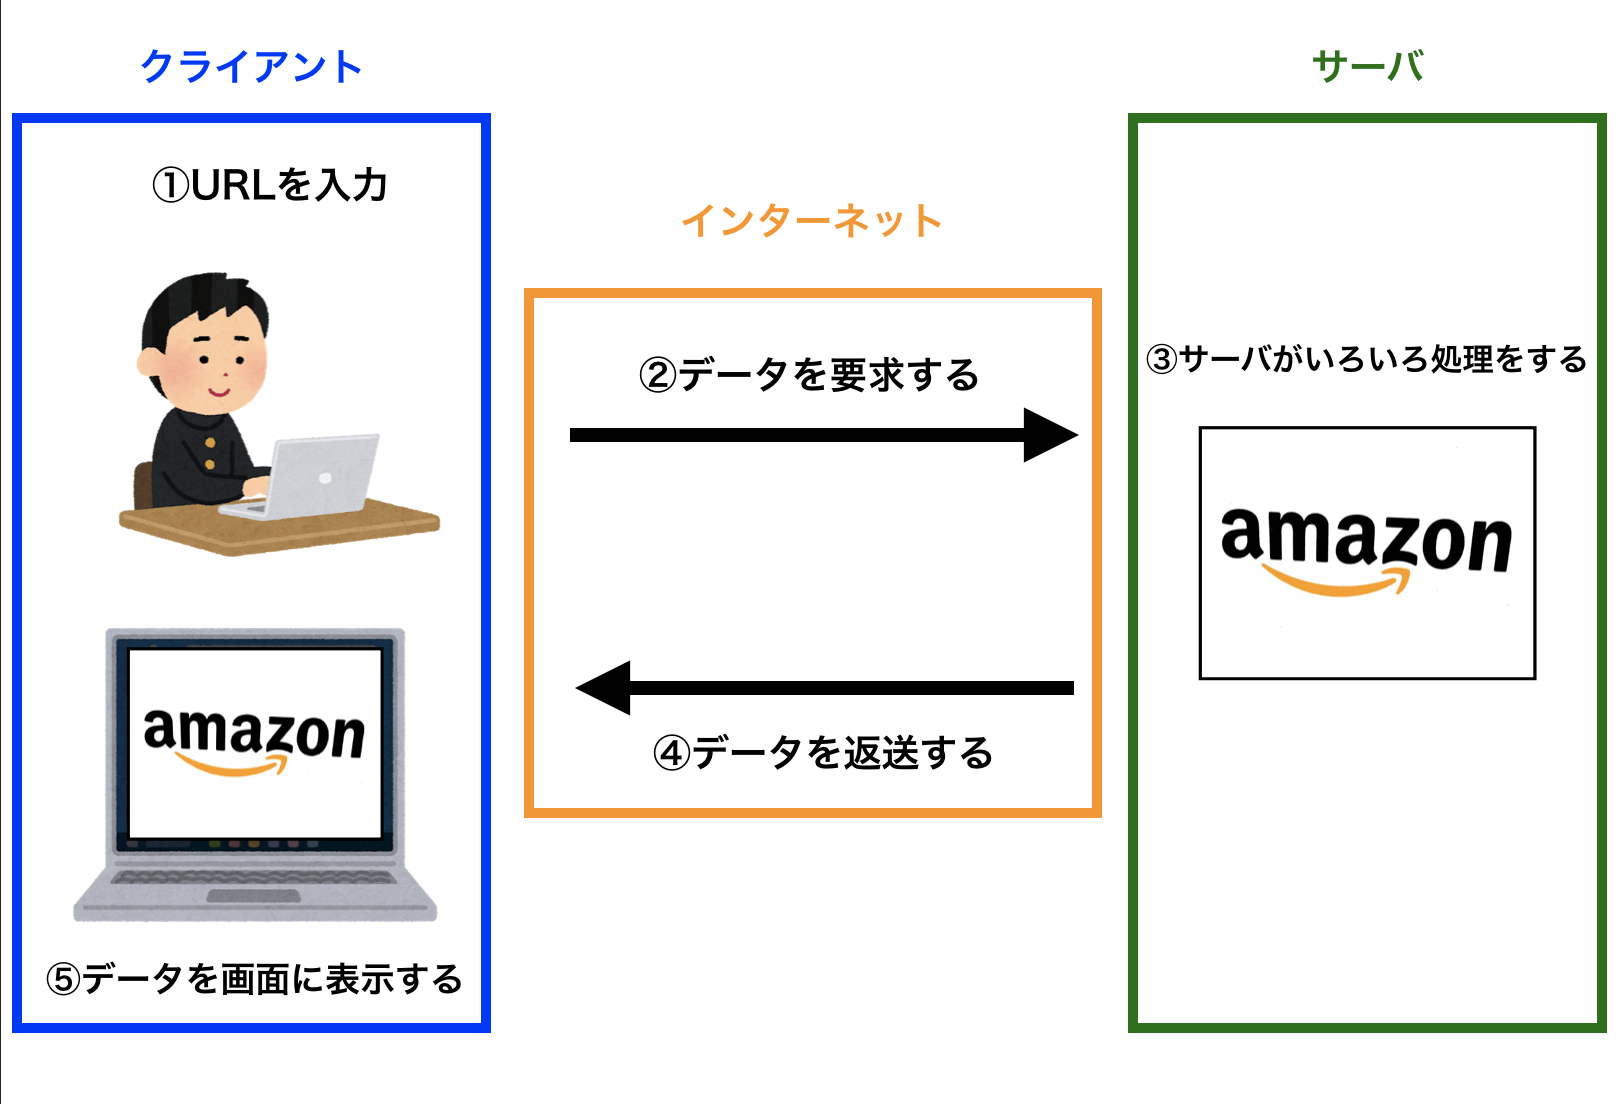 クライアント
サーバ
①URLを入力
インターネット
②データを要求する
③サーバがいろいろ処理をする
amazon
amazon
④データを返送する
⑤データを画面に表示する